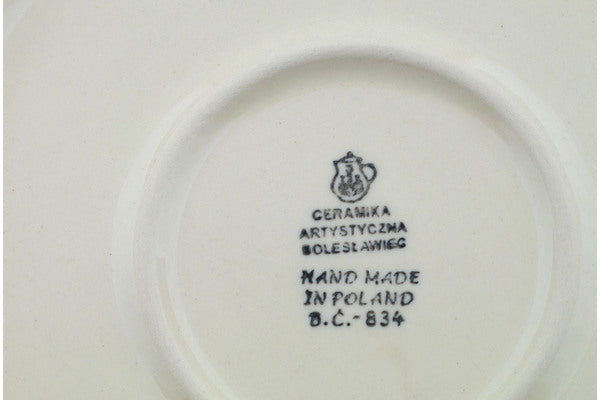 CERAMIKA
ARTYSTYCZNA
BOLESŁAWIEC
HAND MADE
IN POLAND
B.C.-834